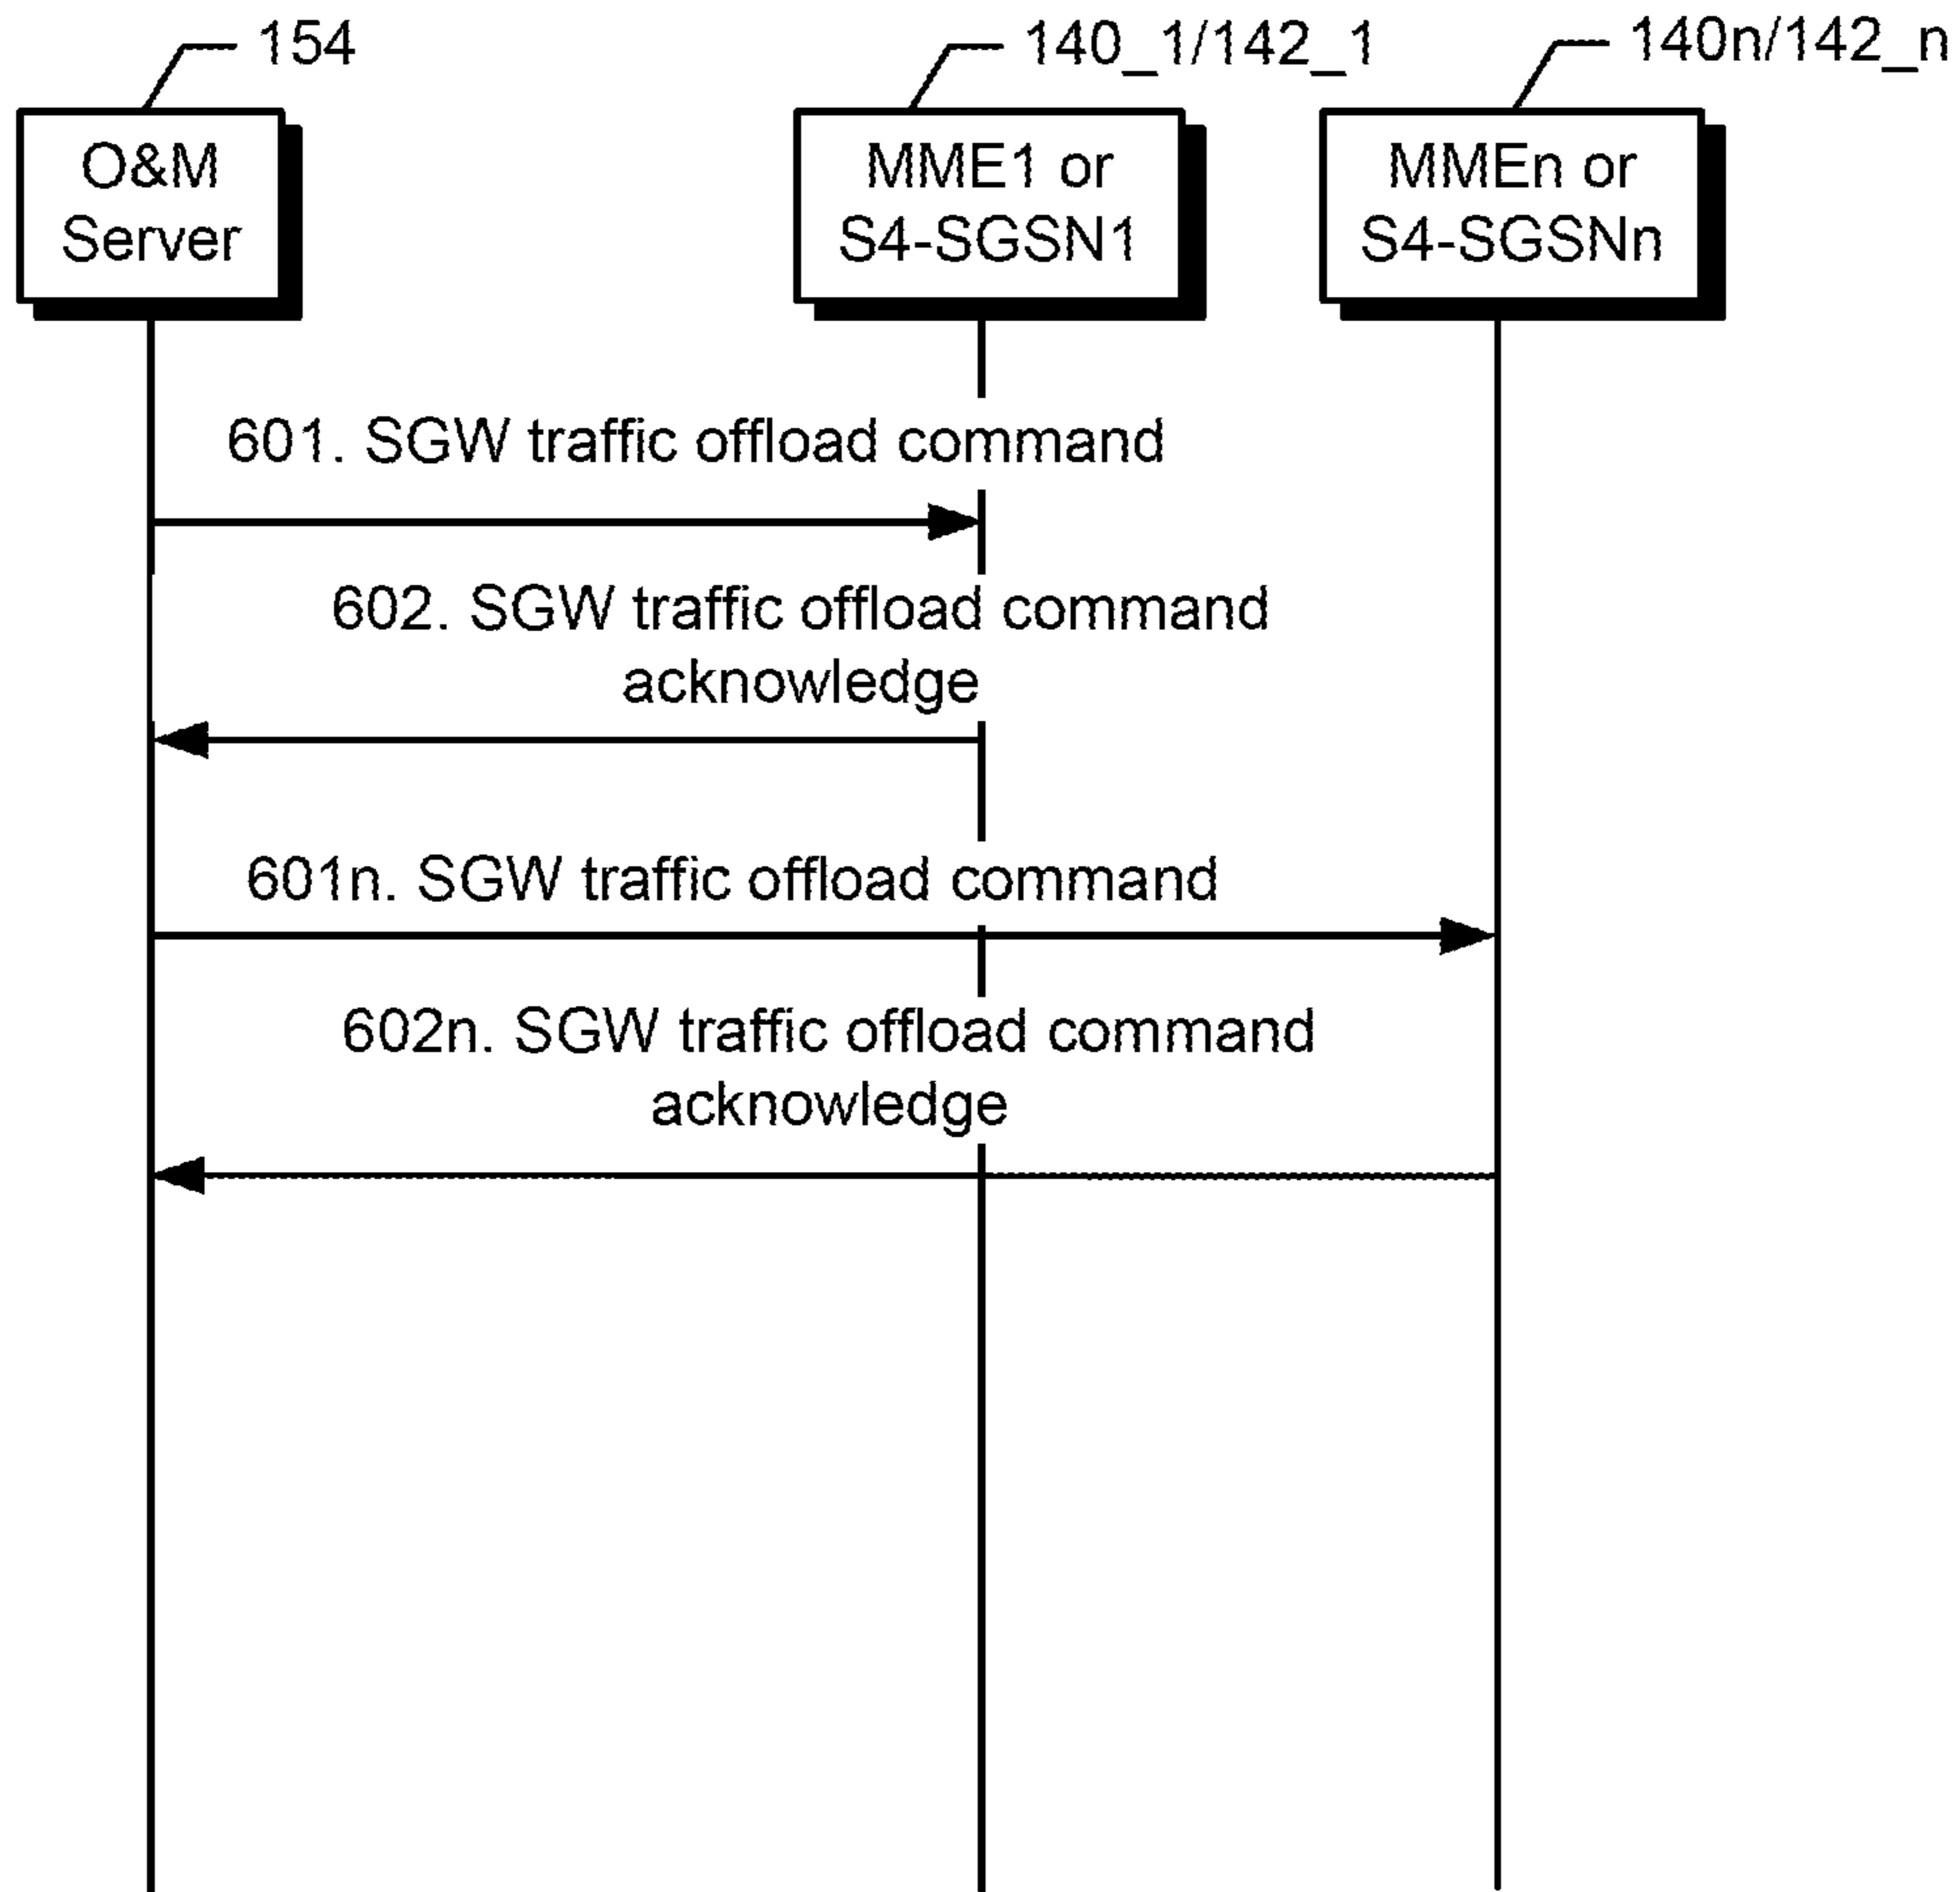 154
140_1/142_1
140n/142_n
O&M
Server
MME1 or
S4-SGSN1
MMEn or
S4-SGSNn
601. SGW traffic offload command
602. SGW traffic offload command
acknowledge
601n. SGW traffic offload command
602n. SGW traffic offload command
acknowledge